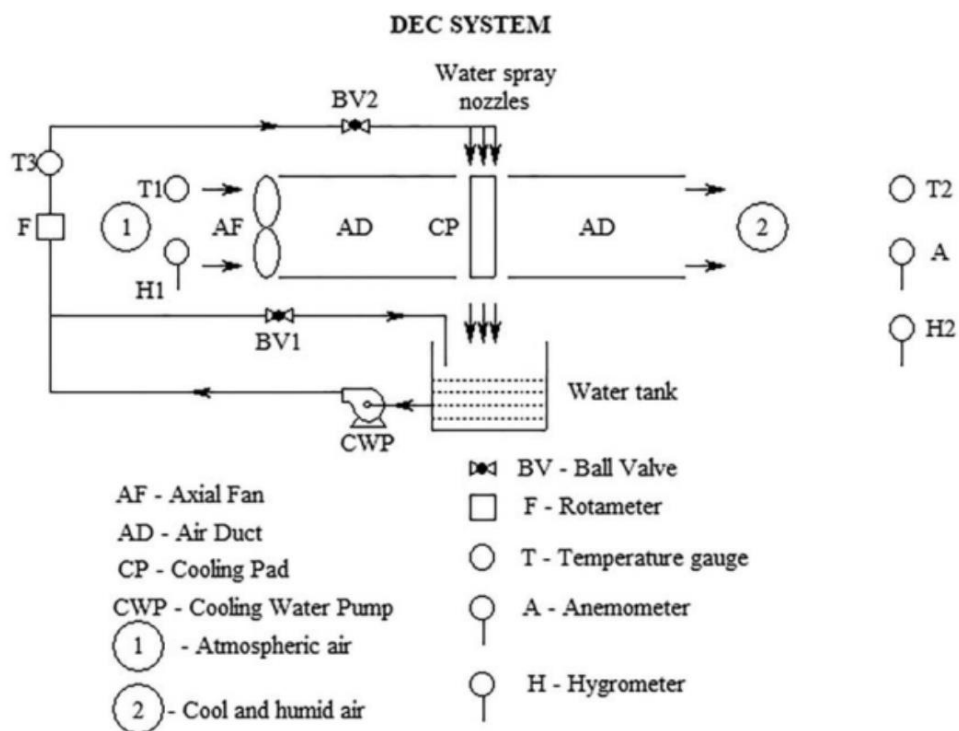 DEC SYSTEM
Water spray
nozzles
BV2
T3
T1
T2
F
1
AF
AD
CP
AD
2
A
H1
H2
BV1
Water tank
CWP
BV - Ball Valve
AF - Axial Fan
F - Rotameter
AD - Air Duct
T - Temperature gauge
CP - Cooling Pad
CWP - Cooling Water Pump
A - Anemometer
1 - Atmospheric air
H - Hygrometer
2 - Cool and humid air